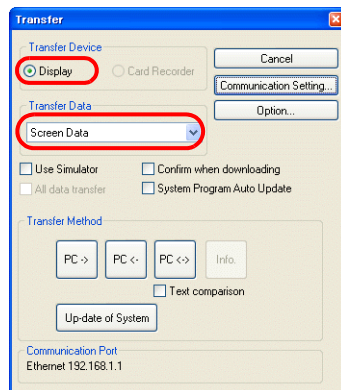 Transfer
Transfer Device
Display
Card Recorder
Cancel
Communication Setting...
Transfer Data
Option...
Screen Data
Use Simulator
Confirm when downloading
All data transfer
System Program Auto Update
Transfer Method
PC ->
PC <-
PC <->
Info.
Text comparison
Up-date of System
Communication Port
Ethernet 192.168.1.1